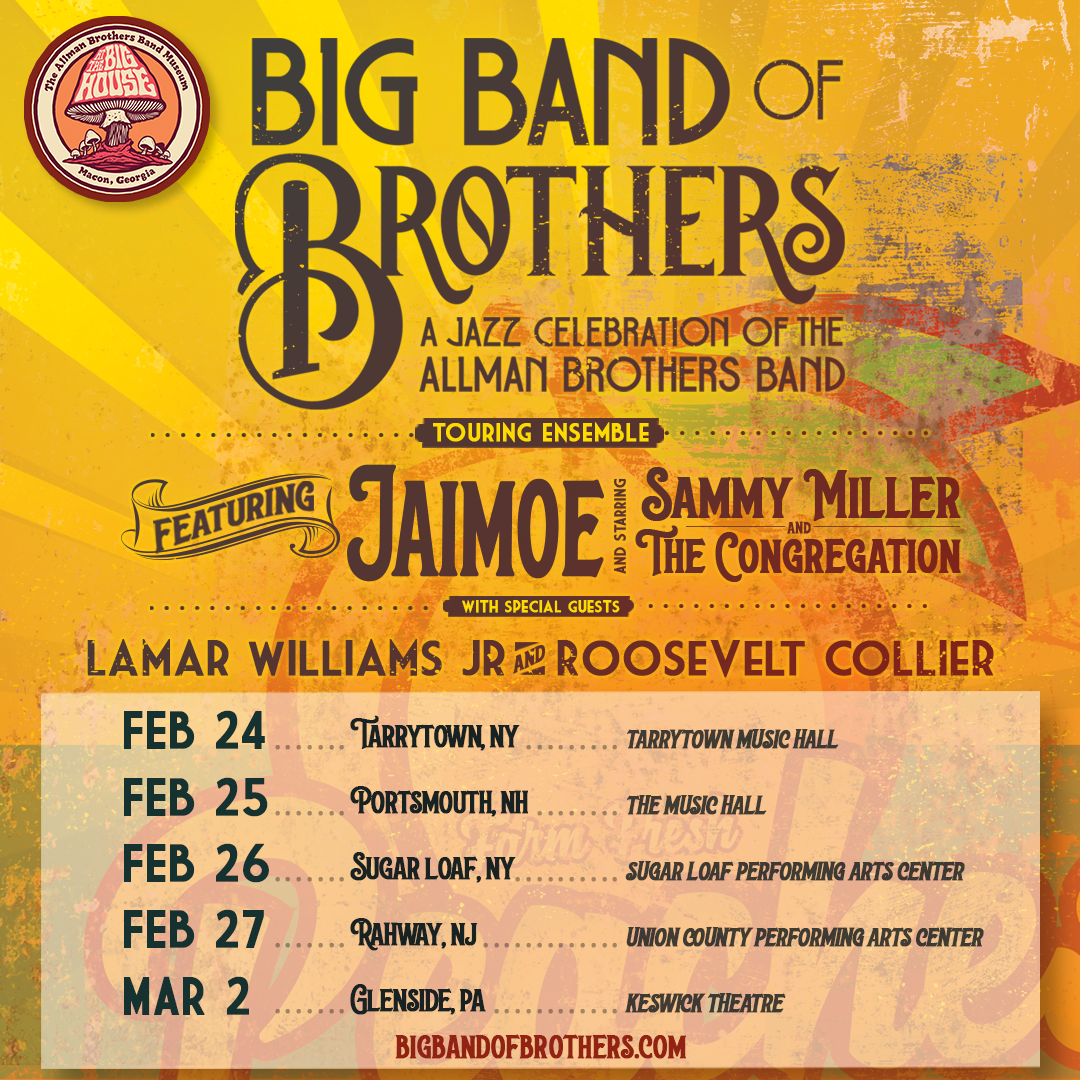 The Allman Brothers Band Museum
AT THE BIG HOUSE
Macon, Georgia
BIG BAND OF
BROTHERS
A JAZZ CELEBRATION OF THE
ALLMAN BROTHERS BAND
TOURING ENSEMBLE
FEATURING JAIMOE AND STARRING SAMMY MILLER AND THE CONGREGATION
WITH SPECIAL GUESTS
LAMAR WILLIAMS JR AND ROOSEVELT COLLIER
FEB 24 ....... TARRYTOWN, NY ......... TARRYTOWN MUSIC HALL
FEB 25 ....... PORTSMOUTH, NH ........ THE MUSIC HALL
Farm Fresh
FEB 26 ....... SUGAR LOAF, NY ......... SUGAR LOAF PERFORMING ARTS CENTER
FEB 27 ....... RAHWAY, NJ ............ UNION COUNTY PERFORMING ARTS CENTER
Peaches
MAR 2 ....... GLENSIDE, PA ........... KESWICK THEATRE
BIGBANDOFBROTHERS.COM